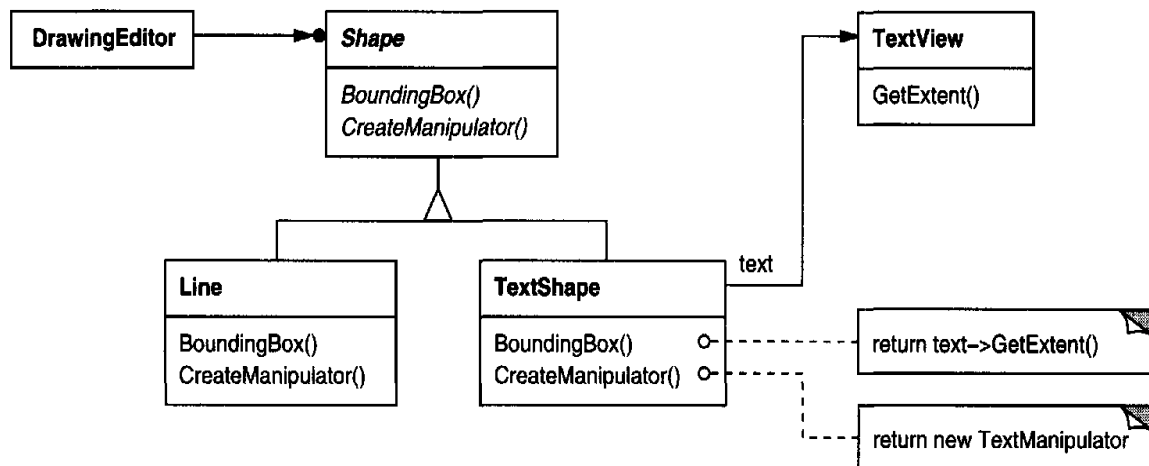 DrawingEditor
Shape
BoundingBox()
CreateManipulator()
TextView
GetExtent()
Line
BoundingBox()
CreateManipulator()
TextShape
BoundingBox()
CreateManipulator()
text
return text->GetExtent()
return new TextManipulator